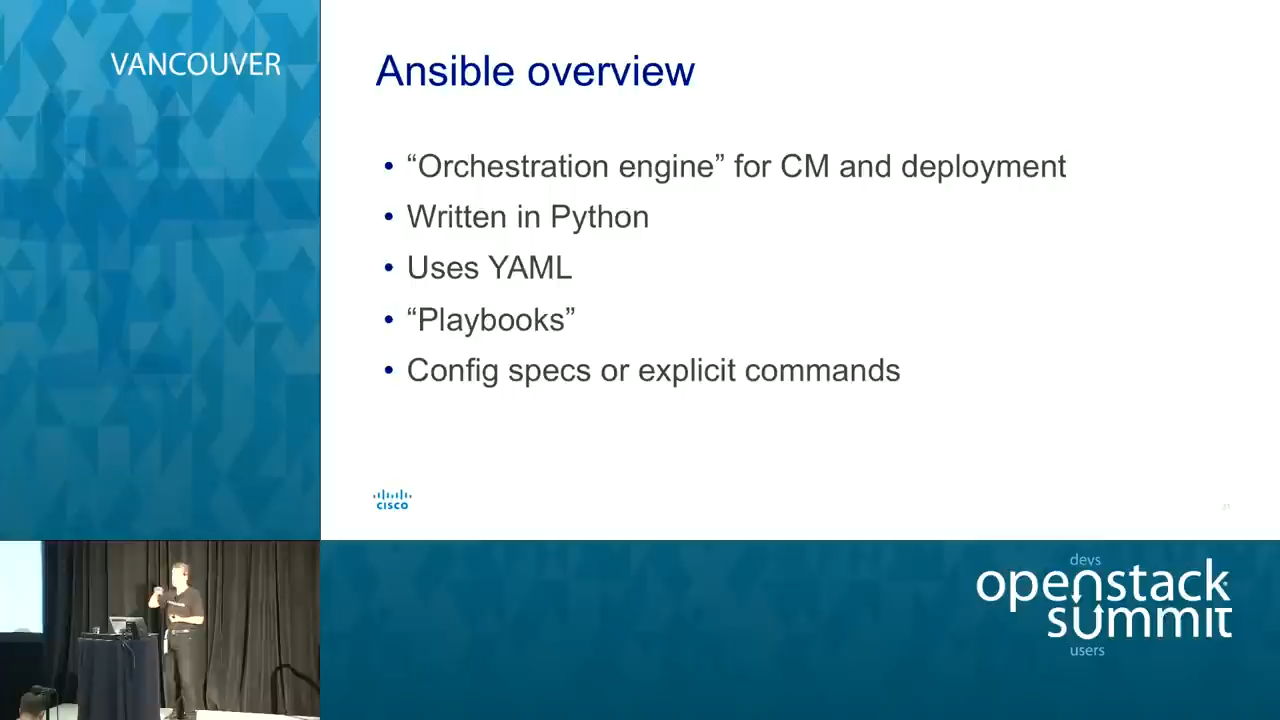 VANCOUVER
Ansible overview
• “Orchestration engine” for CM and deployment
• Written in Python
• Uses YAML
• “Playbooks”
• Config specs or explicit commands
cisco
devs
openstack
summit
users